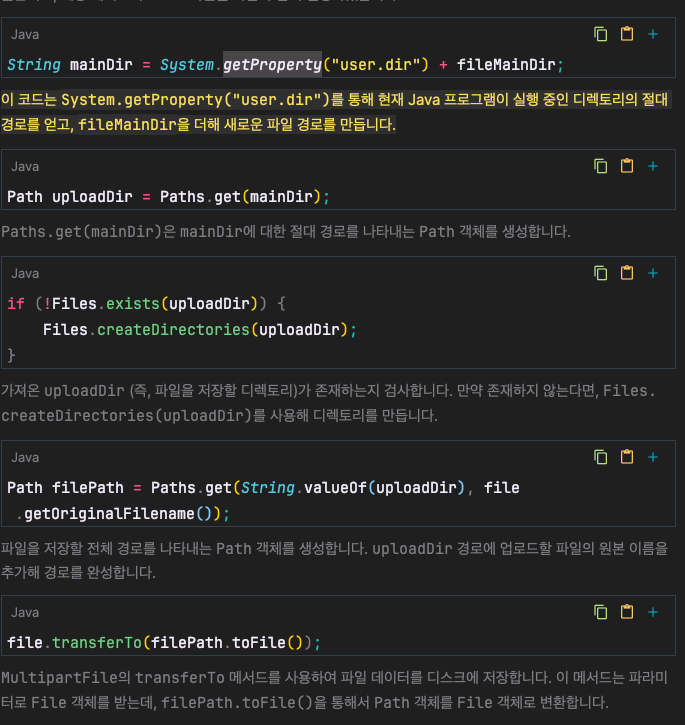 Java
String mainDir = System.getProperty("user.dir") + fileMainDir;
이 코드는 System.getProperty("user.dir")를 통해 현재 Java 프로그램이 실행 중인 디렉토리의 절대
경로를 얻고, fileMainDir을 더해 새로운 파일 경로를 만듭니다.
Java
Path uploadDir = Paths.get(mainDir);
Paths.get(mainDir)은 mainDir에 대한 절대 경로를 나타내는 Path 객체를 생성합니다.
Java
if (!Files.exists(uploadDir)) {
    Files.createDirectories(uploadDir);
}
가져온 uploadDir (즉, 파일을 저장할 디렉토리)가 존재하는지 검사합니다. 만약 존재하지 않는다면, Files.
createDirectories(uploadDir)를 사용해 디렉토리를 만듭니다.
Java
Path filePath = Paths.get(String.valueOf(uploadDir), file
.getOriginalFilename());
파일을 저장할 전체 경로를 나타내는 Path 객체를 생성합니다. uploadDir 경로에 업로드할 파일의 원본 이름을
추가해 경로를 완성합니다.
Java
file.transferTo(filePath.toFile());
MultipartFile의 transferTo 메서드를 사용하여 파일 데이터를 디스크에 저장합니다. 이 메서드는 파라미
터로 File 객체를 받는데, filePath.toFile()을 통해서 Path 객체를 File 객체로 변환합니다.